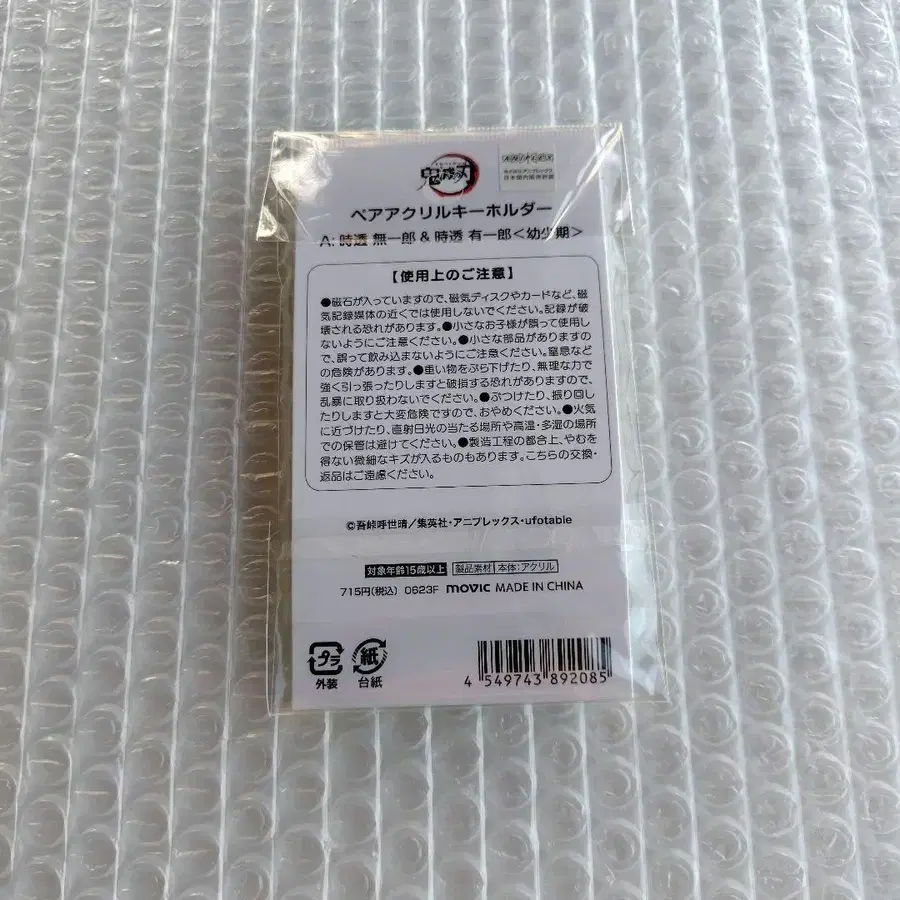 鬼滅の刃
ANIPLEX
株式会社アニプレックス
日本国内販売許諾
ペアアクリルキーホルダー
A: 時透 無一郎 & 時透 有一郎<幼少期>
【使用上のご注意】
●磁石が入っていますので、磁気ディスクやカードなど、磁
気記録媒体の近くでは使用しないでください。記録が破
壊される恐れがあります。●小さなお子様が誤って使用し
ないようにご注意ください。●小さな部品がありますの
で、誤って飲み込まないようにご注意ください。窒息など
の危険があります。●重い物をぶら下げたり、無理な力で
強く引っ張ったりしますと破損する恐れがありますので、
乱暴に取り扱わないでください。●ぶつけたり、振り回し
たりしますと大変危険ですので、おやめください。●火気
に近づけたり、直射日光の当たる場所や高温・多湿の場所
での保管は避けてください。●製造工程の都合上、やむを
得ない微細なキズが入るものもあります。こちらの交換・
返品はご遠慮ください。
©吾峠呼世晴／集英社・アニプレックス・ufotable
対象年齢15歳以上 製品素材 本体：アクリル
715円(税込) 0623F movic MADE IN CHINA
プラ 紙
外装 台紙
4 549743 892085